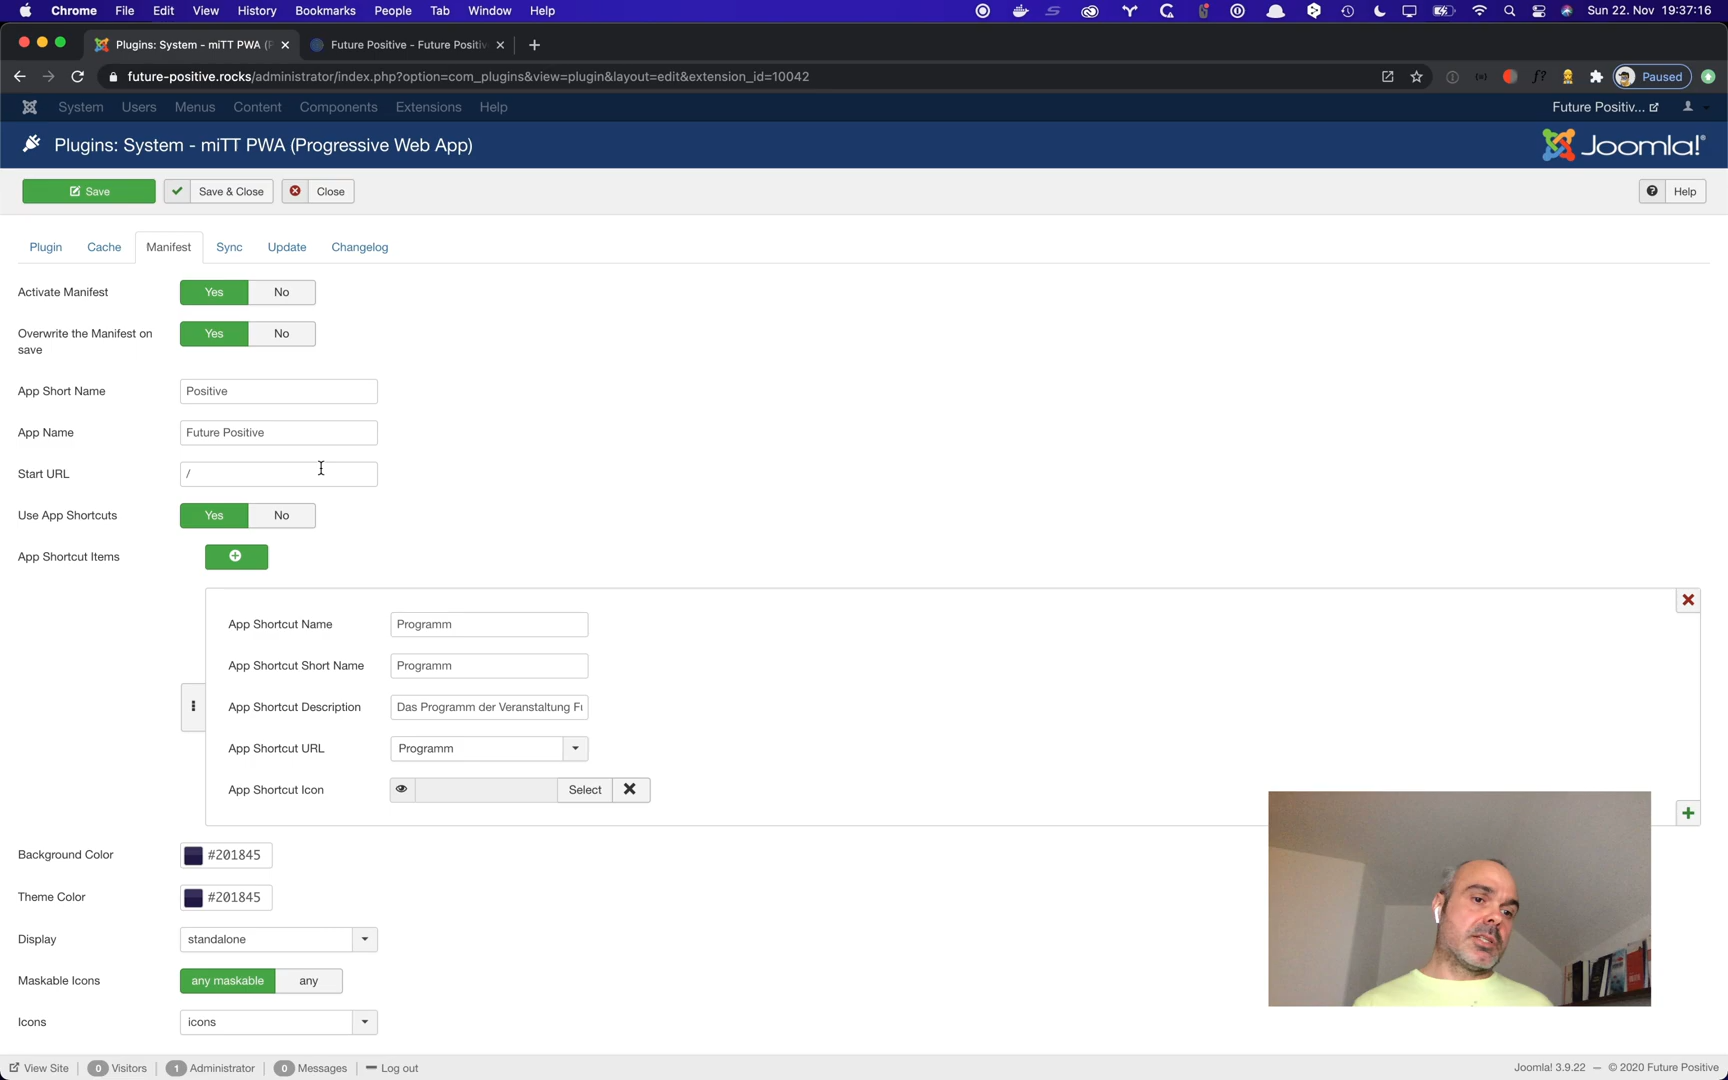 Chrome File Edit View History Bookmarks People Tab Window Help Sun 22. Nov 19:37:16
Plugins: System - miTT PWA (P Future Positive - Future Positiv
future-positive.rocks/administrator/index.php?option=com_plugins&view=plugin&layout=edit&extension_id=10042 Paused
System Users Menus Content Components Extensions Help Future Positiv...
Plugins: System - miTT PWA (Progressive Web App) Joomla!®
Save Save & Close Close Help
Plugin Cache Manifest Sync Update Changelog
Activate Manifest Yes No
Overwrite the Manifest on Yes No
save
App Short Name Positive
App Name Future Positive
Start URL /
Use App Shortcuts Yes No
App Shortcut Items
App Shortcut Name Programm
App Shortcut Short Name Programm
App Shortcut Description Das Programm der Veranstaltung Fu
App Shortcut URL Programm
App Shortcut Icon Select
Background Color #201845
Theme Color #201845
Display standalone
Maskable Icons any maskable any
Icons icons
View Site 0 Visitors 1 Administrator 0 Messages Log out Joomla! 3.9.22 — © 2020 Future Positive